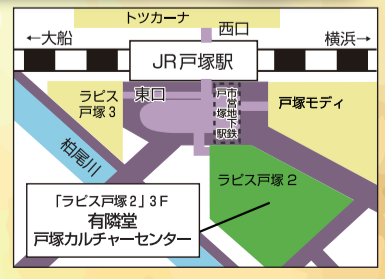 トツカーナ
西口
←大船
横浜→
JR戸塚駅
ラピス
戸塚3
東口
市営地下鉄
戸塚駅
戸塚モディ
柏尾川
ラピス戸塚2
「ラピス戸塚2」3F
有隣堂
戸塚カルチャーセンター